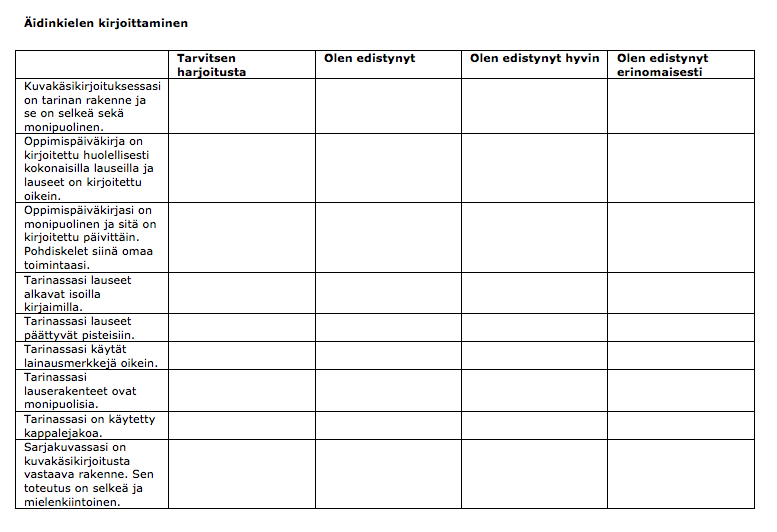 Äidinkielen kirjoittaminen
Tarvitsen harjoitusta
Olen edistynyt
Olen edistynyt hyvin
Olen edistynyt erinomaisesti
Kuvakäsikirjoituksessasi
on tarinan rakenne ja
se on selkeä sekä
monipuolinen.
Oppimispäiväkirja on
kirjoitettu huolellisesti
kokonaisilla lauseilla ja
lauseet on kirjoitettu
oikein.
Oppimispäiväkirjasi on
monipuolinen ja sitä on
kirjoitettu päivittäin.
Pohdiskelet siinä omaa
toimintaasi.
Tarinassasi lauseet
alkavat isoilla
kirjaimilla.
Tarinassasi lauseet
päättyvät pisteisiin.
Tarinassasi käytät
lainausmerkkejä oikein.
Tarinassasi
lauserakenteet ovat
monipuolisia.
Tarinassasi on käytetty
kappalejakoa.
Sarjakuvassasi on
kuvakäsikirjoitusta
vastaava rakenne. Sen
toteutus on selkeä ja
mielenkiintoinen.